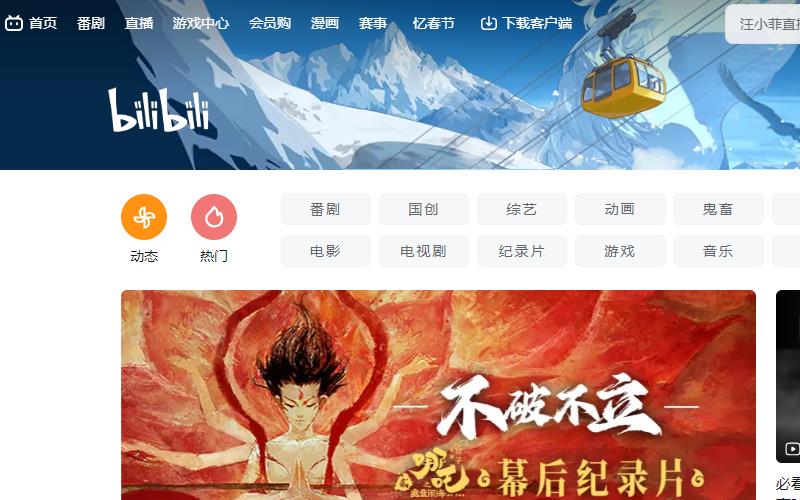 首页 番剧 直播 游戏中心 会员购 漫画 赛事 忆春节 下载客户端 汪小菲直播
bilibili
番剧 国创 综艺 动画 鬼畜
动态 热门
电影 电视剧 纪录片 游戏 音乐
不破不立
哪吒 幕后纪录片
必看